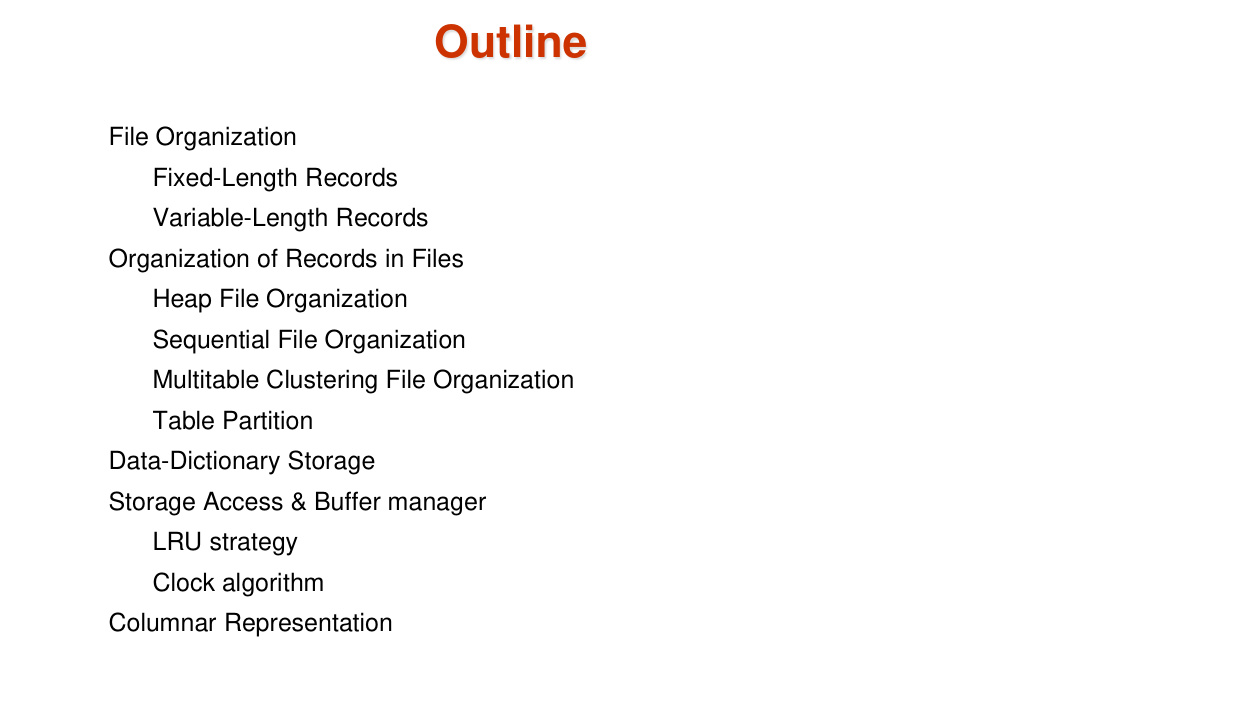 Outline
File Organization
Fixed-Length Records
Variable-Length Records
Organization of Records in Files
Heap File Organization
Sequential File Organization
Multitable Clustering File Organization
Table Partition
Data-Dictionary Storage
Storage Access & Buffer manager
LRU strategy
Clock algorithm
Columnar Representation